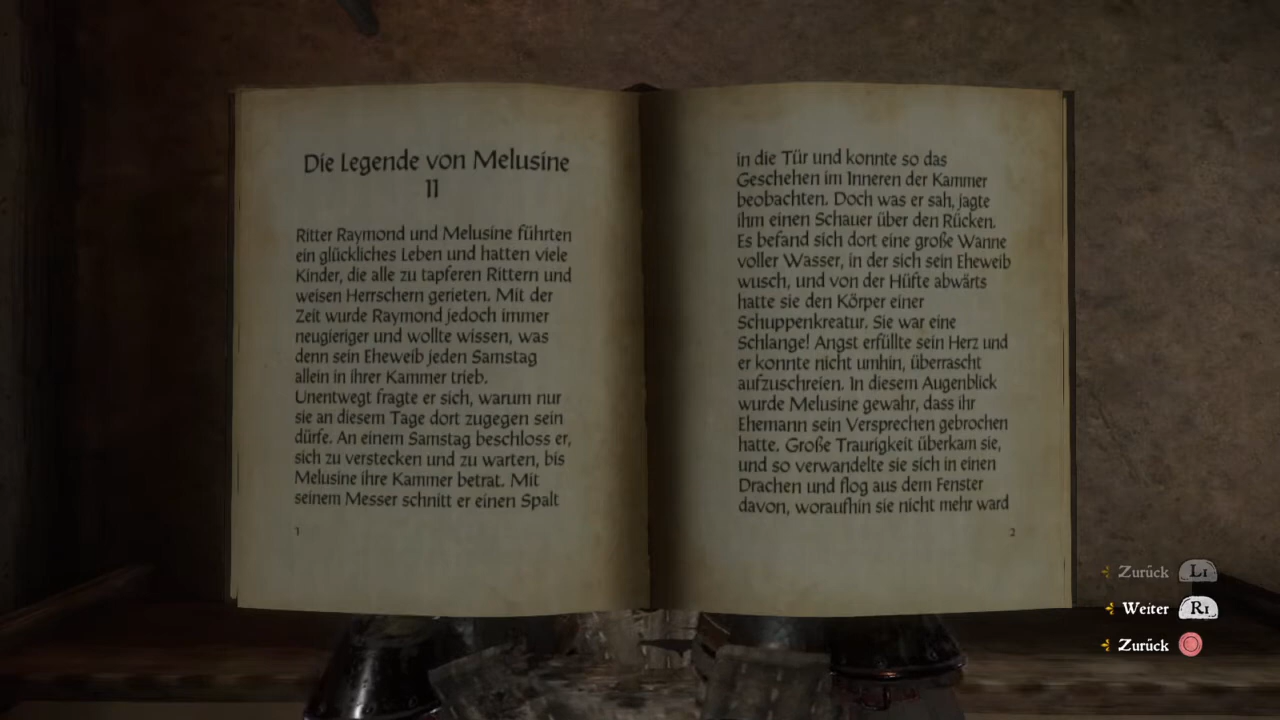 Die Legende von Melusine
II
Ritter Raymond und Melusine führten
ein glückliches Leben und hatten viele
Kinder, die alle zu tapferen Rittern und
weisen Herrschern gerieten. Mit der
Zeit wurde Raymond jedoch immer
neugieriger und wollte wissen, was
denn sein Eheweib jeden Samstag
allein in ihrer Kammer trieb.
Unentwegt fragte er sich, warum nur
sie an diesem Tage dort zugegen sein
dürfe. An einem Samstag beschloss er,
sich zu verstecken und zu warten, bis
Melusine ihre Kammer betrat. Mit
seinem Messer schnitt er einen Spalt
1
in die Tür und konnte so das
Geschehen im Inneren der Kammer
beobachten. Doch was er sah, jagte
ihm einen Schauer über den Rücken.
Es befand sich dort eine große Wanne
voller Wasser, in der sich sein Eheweib
wusch, und von der Hüfte abwärts
hatte sie den Körper einer
Schuppenkreatur. Sie war eine
Schlange! Angst erfüllte sein Herz und
er konnte nicht umhin, überrascht
aufzuschreien. In diesem Augenblick
wurde Melusine gewahr, dass ihr
Ehemann sein Versprechen gebrochen
hatte. Große Traurigkeit überkam sie,
und so verwandelte sie sich in einen
Drachen und flog aus dem Fenster
davon, woraufhin sie nicht mehr ward
2
Zurück L1
Weiter R1
Zurück